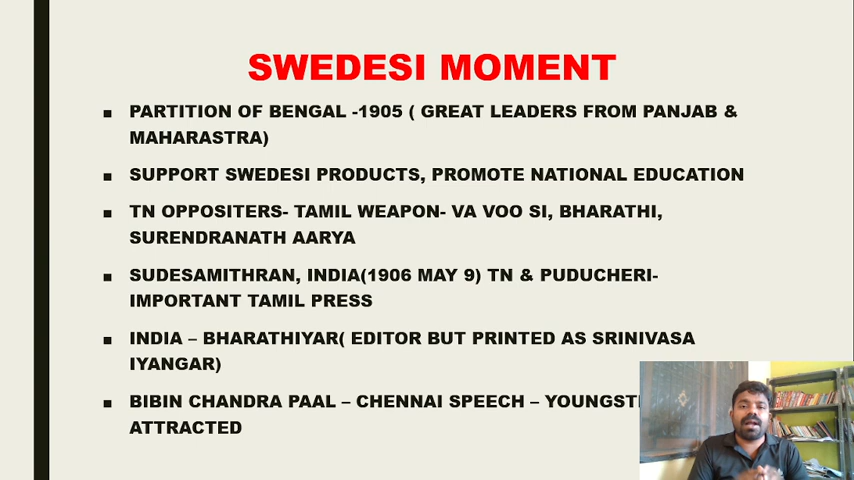 SWEDESI MOMENT
PARTITION OF BENGAL -1905 ( GREAT LEADERS FROM PANJAB &
MAHARASTRA)
SUPPORT SWEDESI PRODUCTS, PROMOTE NATIONAL EDUCATION
TN OPPOSITERS- TAMIL WEAPON- VA VOO SI, BHARATHI,
SURENDRANATH AARYA
SUDESAMITHRAN, INDIA(1906 MAY 9) TN & PUDUCHERI-
IMPORTANT TAMIL PRESS
INDIA – BHARATHIYAR( EDITOR BUT PRINTED AS SRINIVASA
IYANGAR)
BIBIN CHANDRA PAAL – CHENNAI SPEECH –
ATTRACTED